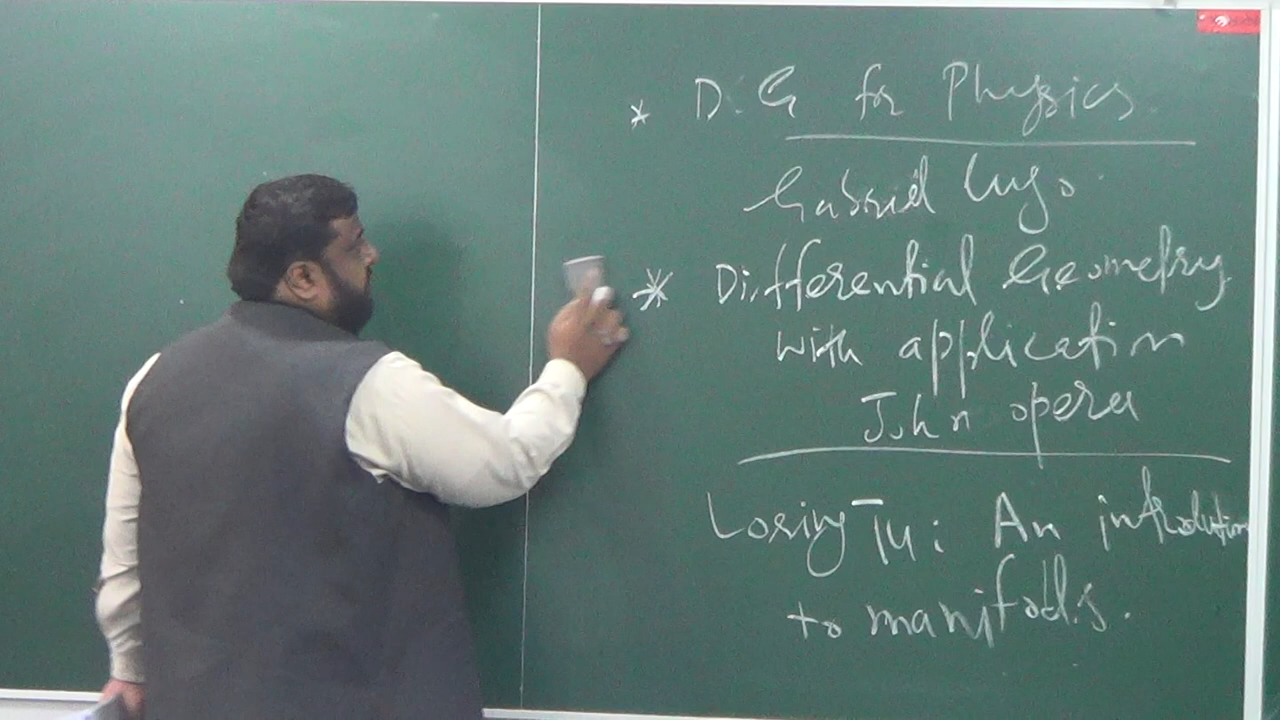 * D.G for Physics
Gabriel Lugo.
* Differential Geometry
with application
John opera
Loring Tu: An introduction
to manifolds.